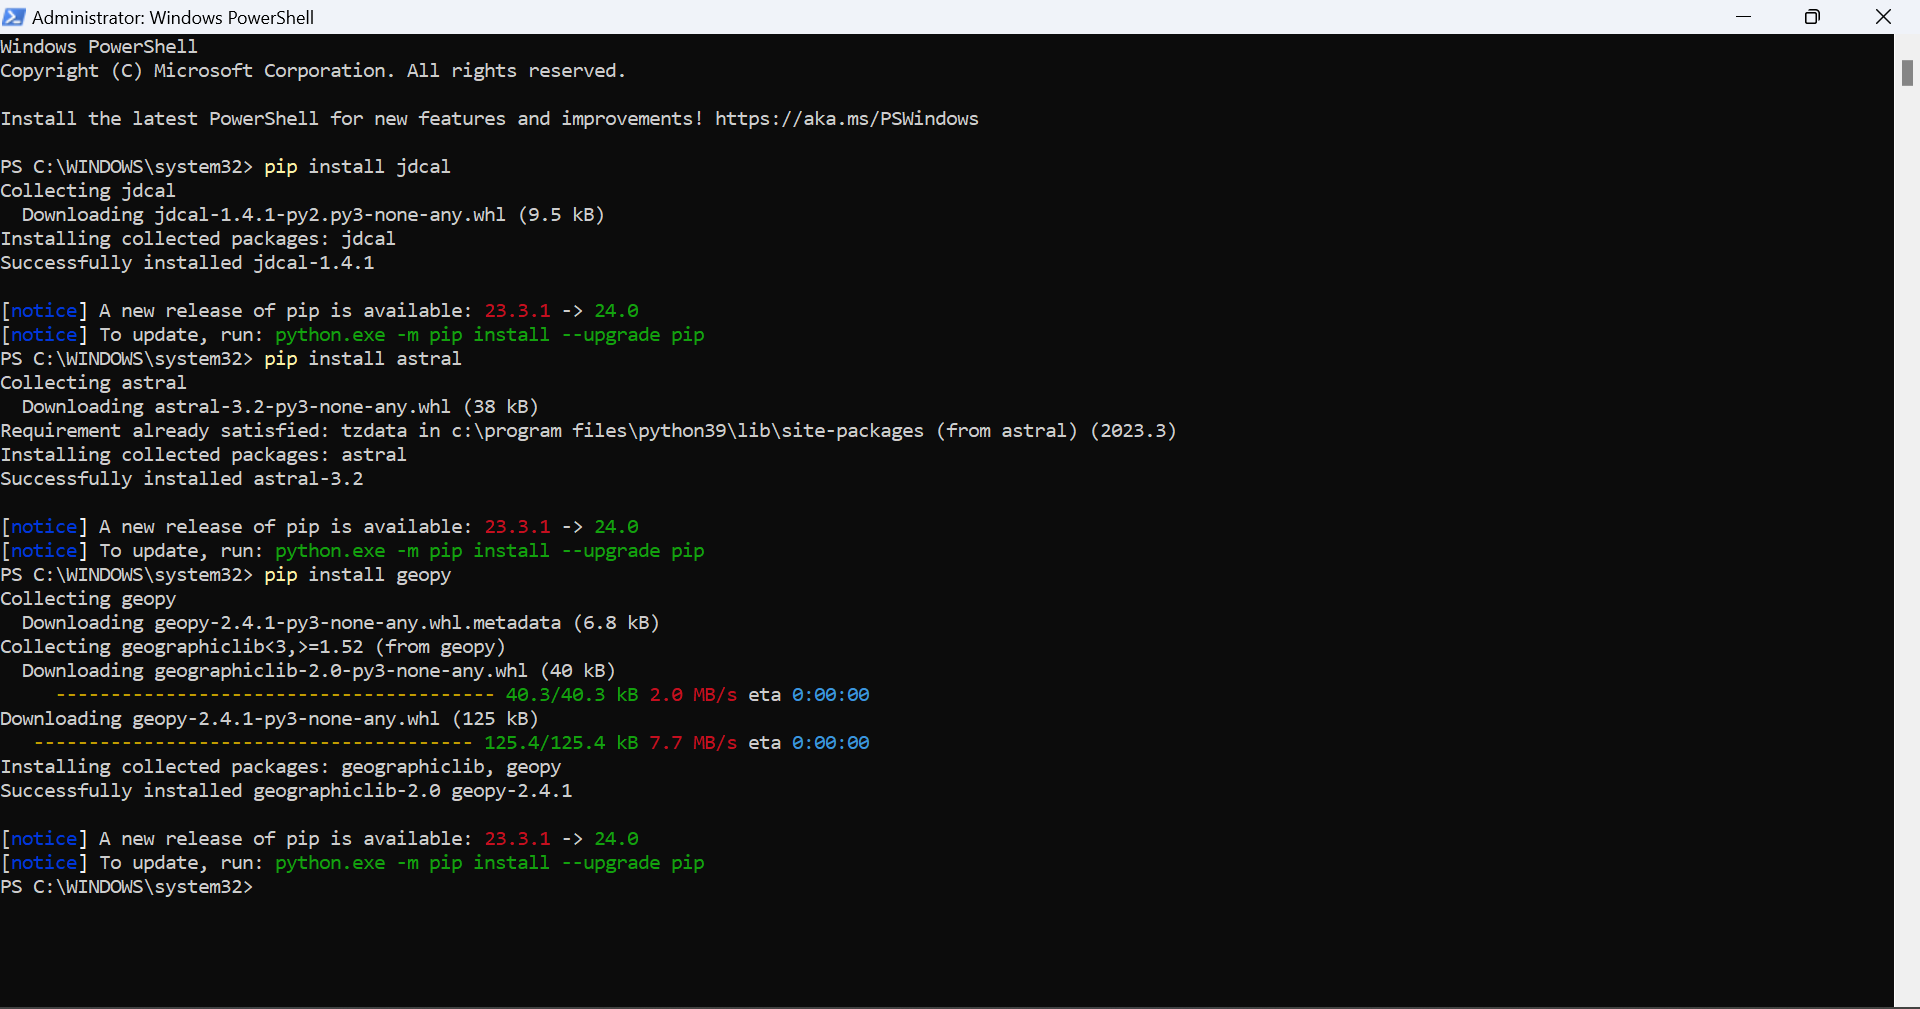 Administrator: Windows PowerShell
Windows PowerShell
Copyright (C) Microsoft Corporation. All rights reserved.
Install the latest PowerShell for new features and improvements! https://aka.ms/PSWindows
PS C:\WINDOWS\system32> pip install jdcal
Collecting jdcal
  Downloading jdcal-1.4.1-py2.py3-none-any.whl (9.5 kB)
Installing collected packages: jdcal
Successfully installed jdcal-1.4.1
[notice] A new release of pip is available: 23.3.1 -> 24.0
[notice] To update, run: python.exe -m pip install --upgrade pip
PS C:\WINDOWS\system32> pip install astral
Collecting astral
  Downloading astral-3.2-py3-none-any.whl (38 kB)
Requirement already satisfied: tzdata in c:\program files\python39\lib\site-packages (from astral) (2023.3)
Installing collected packages: astral
Successfully installed astral-3.2
[notice] A new release of pip is available: 23.3.1 -> 24.0
[notice] To update, run: python.exe -m pip install --upgrade pip
PS C:\WINDOWS\system32> pip install geopy
Collecting geopy
  Downloading geopy-2.4.1-py3-none-any.whl.metadata (6.8 kB)
Collecting geographiclib<3,>=1.52 (from geopy)
  Downloading geographiclib-2.0-py3-none-any.whl (40 kB)
     ---------------------------------------- 40.3/40.3 kB 2.0 MB/s eta 0:00:00
Downloading geopy-2.4.1-py3-none-any.whl (125 kB)
   ---------------------------------------- 125.4/125.4 kB 7.7 MB/s eta 0:00:00
Installing collected packages: geographiclib, geopy
Successfully installed geographiclib-2.0 geopy-2.4.1
[notice] A new release of pip is available: 23.3.1 -> 24.0
[notice] To update, run: python.exe -m pip install --upgrade pip
PS C:\WINDOWS\system32>